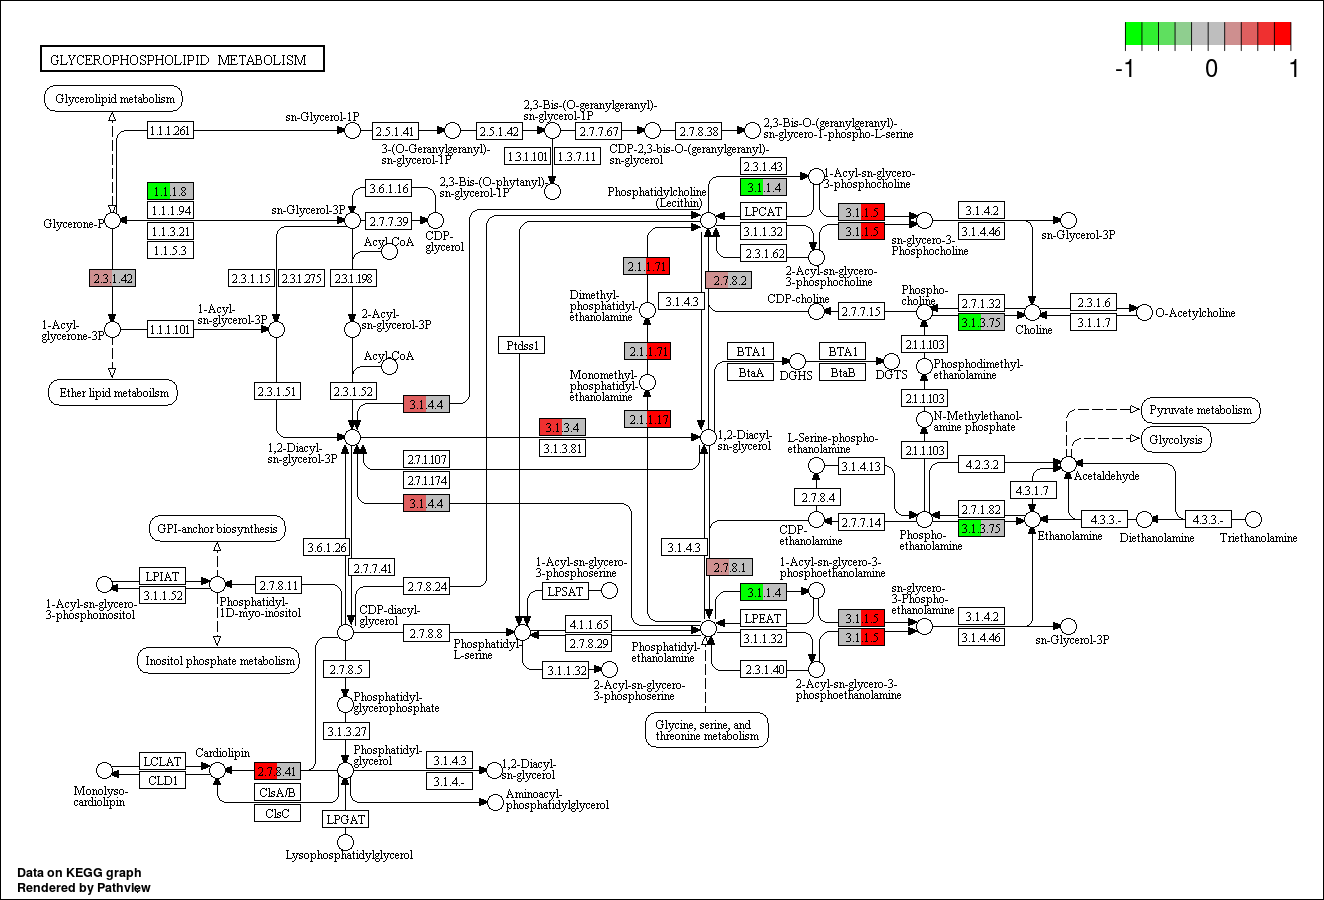 GLYCEROPHOSPHOLIPID METABOLISM
-1 0 1
Glycerolipid metabolism
1.1.1.261
sn-Glycerol-1P
2.5.1.41
2.5.1.42
2,3-Bis-(O-geranylgeranyl)-
sn-glycerol-1P
2.7.7.67
2.7.8.38
2,3-Bis-O-(geranylgeranyl)-
sn-glycero-1-phospho-L-serine
3-(O-Geranylgeranyl)-
sn-glycerol-1P
1.3.1.101
1.3.7.11
CDP-2,3-bis-O-(geranylgeranyl)-
sn-glycerol
2,3-Bis-(O-phytanyl)-
sn-glycerol-1P
1.1.1.8
1.1.1.94
1.1.3.21
1.1.5.3
Glycerone-P
sn-Glycerol-3P
3.6.1.16
2.7.7.39
CDP-
glycerol
Acyl-CoA
Phosphatidylcholine
(Lecithin)
2.3.1.43
3.1.1.4
LPCAT
3.1.1.32
2.3.1.62
1-Acyl-sn-glycero-
3-phosphocholine
3.1.1.5
3.1.1.5
sn-glycero-3-
Phosphocholine
3.1.4.2
3.1.4.46
sn-Glycerol-3P
2-Acyl-sn-glycero-
3-phosphocholine
2.3.1.42
2.3.1.15
2.3.1.275
2.3.1.198
2.1.1.71
2.7.8.2
Dimethyl-
phosphatidyl-
ethanolamine
3.1.4.3
CDP-choline
2.7.7.15
Phospho-
choline
2.7.1.32
3.1.3.75
Choline
2.3.1.6
3.1.1.7
O-Acetylcholine
1-Acyl-
glycerone-3P
1.1.1.101
1-Acyl-
sn-glycerol-3P
2-Acyl-
sn-glycerol-3P
Acyl-CoA
Ptdss1
2.1.1.71
BTA1
BtaA
DGHS
BTA1
BtaB
DGTS
2.1.1.103
Phosphodimethyl-
ethanolamine
Ether lipid metaboilsm
2.3.1.51
2.3.1.52
Monomethyl-
phosphatidyl-
ethanolamine
2.1.1.103
3.1.4.4
3.1.3.4
3.1.3.81
2.1.1.17
N-Methylethanol-
amine phosphate
Pyruvate metabolism
Glycolysis
1,2-Diacyl-
sn-glycerol-3P
2.7.1.107
2.7.1.174
3.1.4.4
1,2-Diacyl-
sn-glycerol
L-Serine-phospho-
ethanolamine
2.1.1.103
3.1.4.13
4.2.3.2
Acetaldehyde
4.3.1.7
2.7.8.4
2.7.7.14
CDP-
ethanolamine
Phospho-
ethanolamine
2.7.1.82
3.1.3.75
Ethanolamine
4.3.3.-
Diethanolamine
4.3.3.-
Triethanolamine
GPI-anchor biosynthesis
3.6.1.26
2.7.7.41
3.1.4.3
2.7.8.1
LPIAT
3.1.1.52
1-Acyl-sn-glycero-
3-phosphoinositol
2.7.8.11
Phosphatidyl-
1D-myo-inositol
2.7.8.24
CDP-diacyl-
glycerol
2.7.8.8
1-Acyl-sn-glycero-
3-phosphoserine
LPSAT
4.1.1.65
2.7.8.29
Phosphatidyl-
L-serine
3.1.1.32
2-Acyl-sn-glycero-
3-phosphoserine
Phosphatidyl-
ethanolamine
1-Acyl-sn-glycero-3-
phosphoethanolamine
3.1.1.4
LPEAT
3.1.1.32
2.3.1.40
3.1.1.5
3.1.1.5
sn-glycero-
3-Phospho-
ethanolamine
3.1.4.2
3.1.4.46
sn-Glycerol-3P
2-Acyl-sn-glycero-3-
phosphoethanolamine
Inositol phosphate metabolism
2.7.8.5
Phosphatidyl-
glycerophosphate
Glycine, serine, and
threonine metabolism
3.1.3.27
LCLAT
CLD1
Monolyso-
cardiolipin
Cardiolipin
2.7.8.41
ClsA/B
ClsC
Phosphatidyl-
glycerol
3.1.4.3
3.1.4.-
1,2-Diacyl-
sn-glycerol
Aminoacyl-
phosphatidylglycerol
LPGAT
Lysophosphatidylglycerol
Data on KEGG graph
Rendered by Pathview